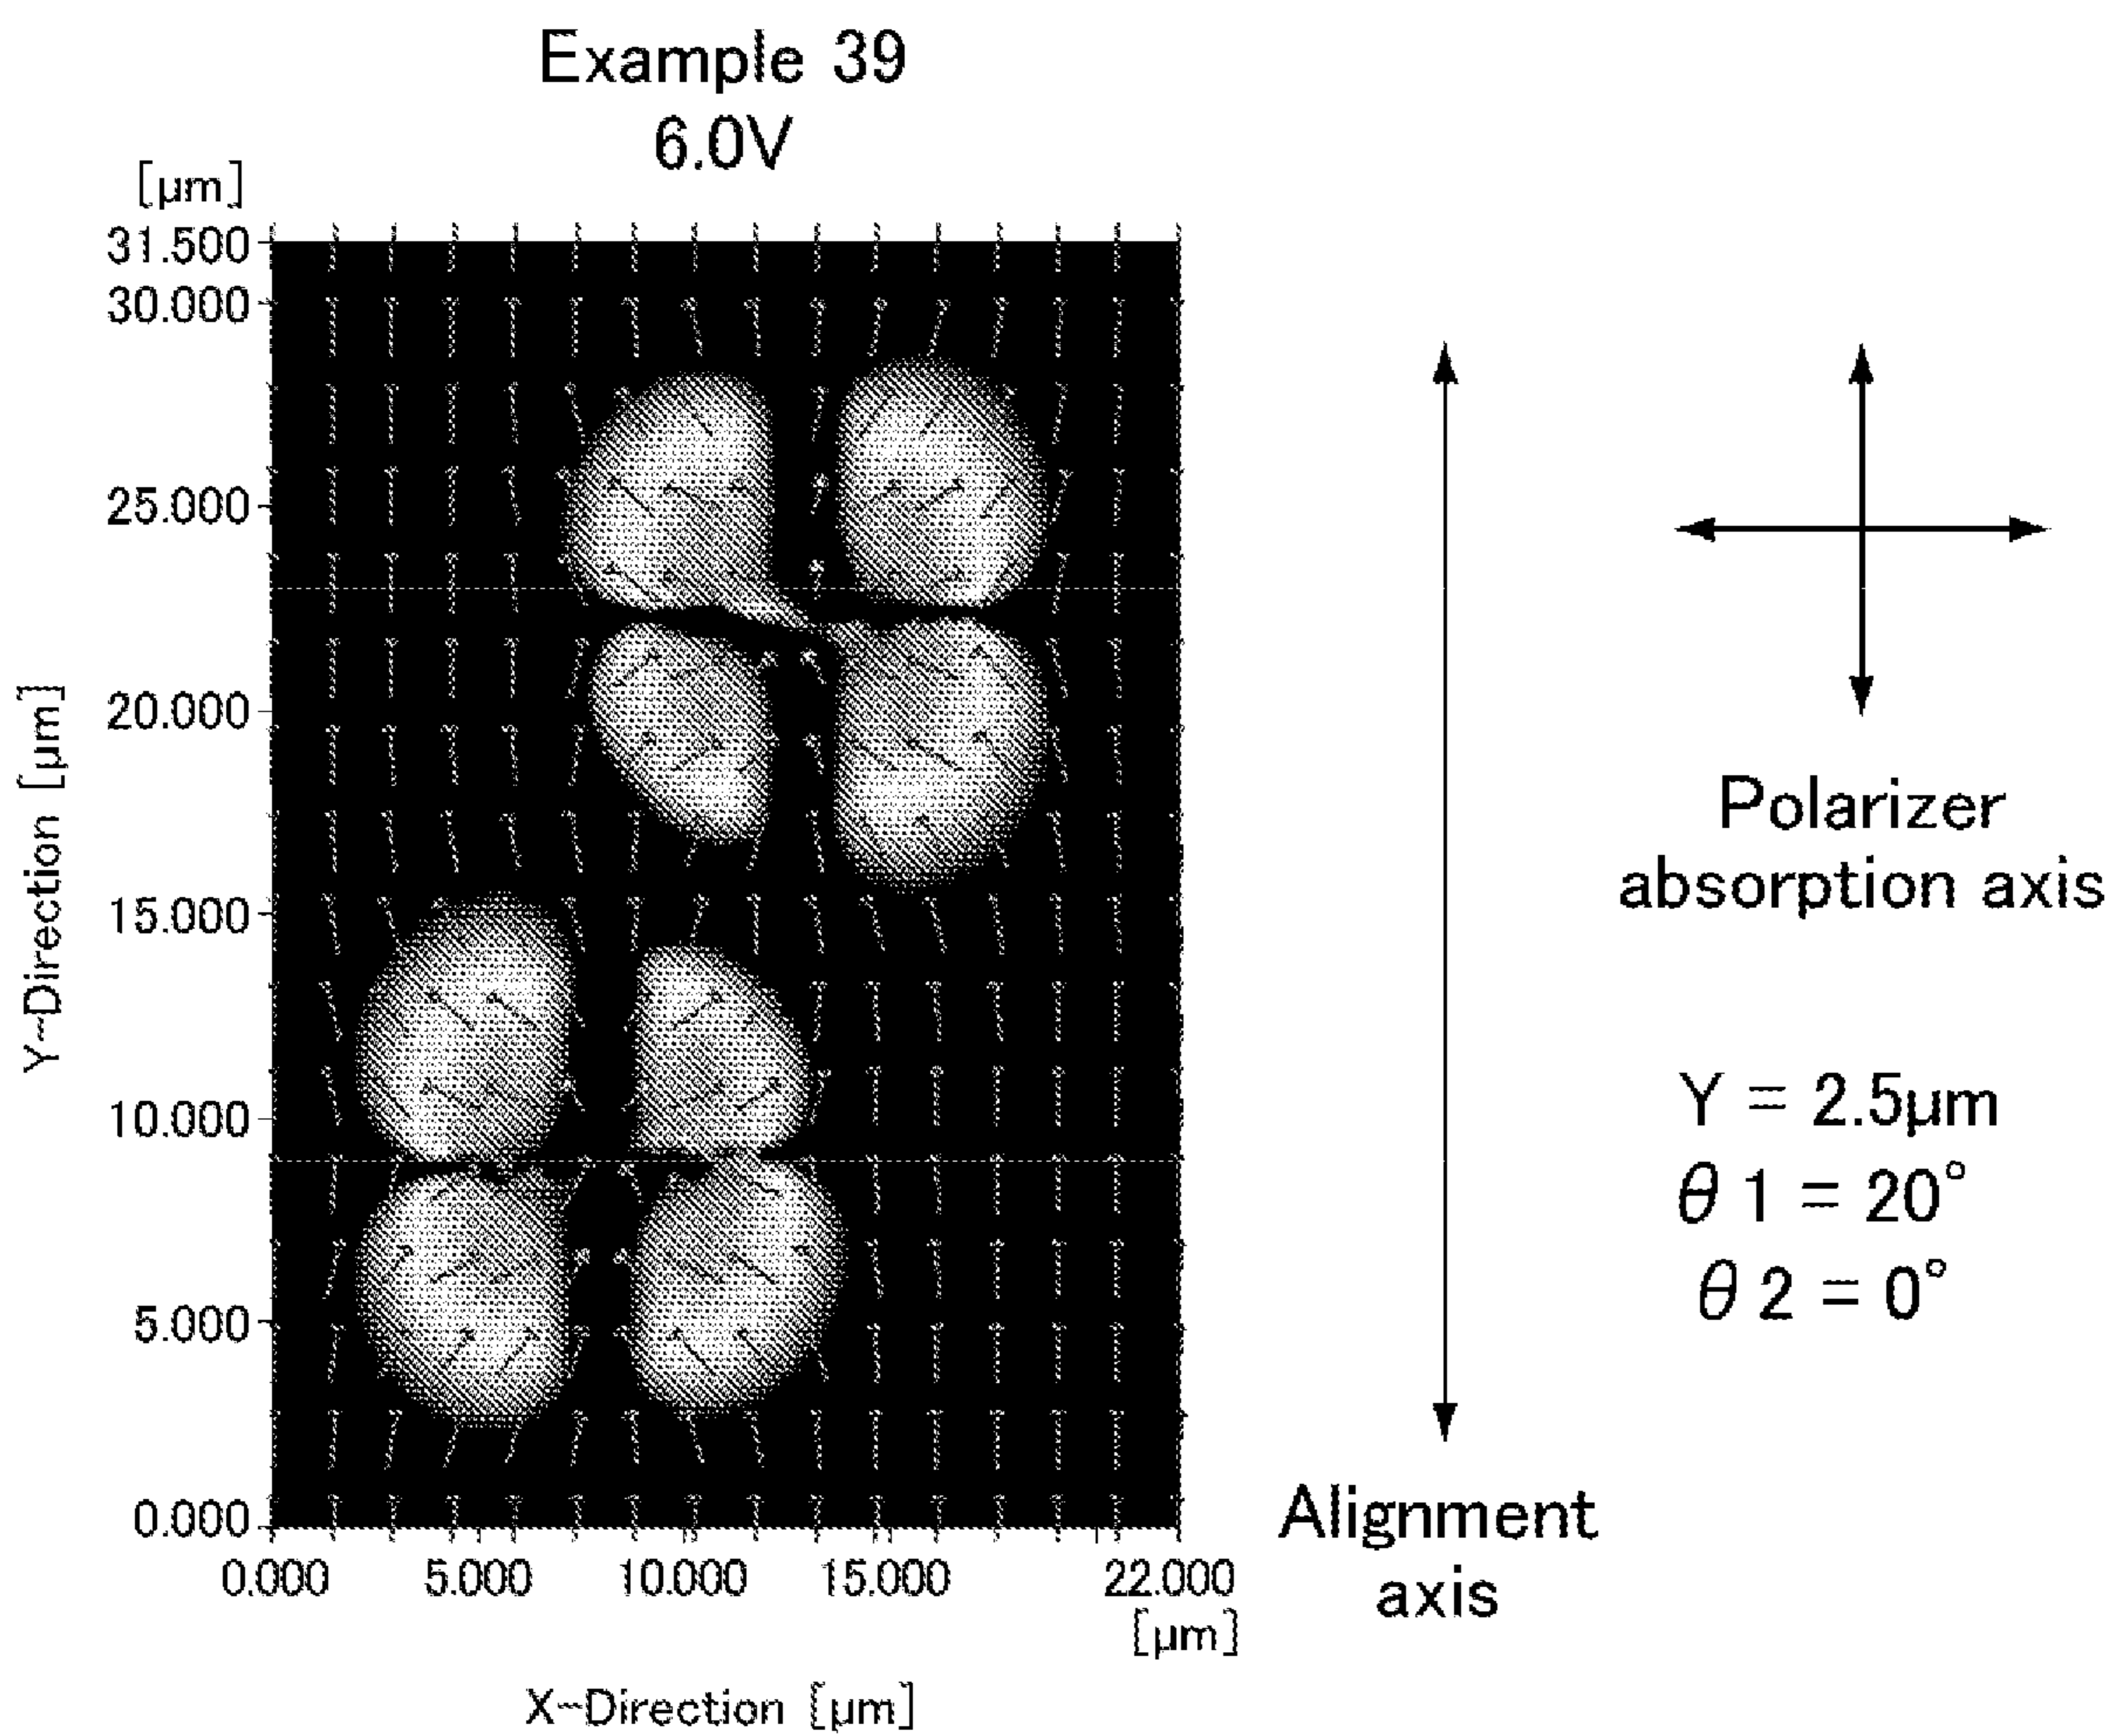 Example 39
6.0V
[µm]
31.500
30.000
25.000
20.000
15.000
10.000
5.000
0.000
Y-Direction [µm]
0.000 5.000 10.000 15.000 22.000
[µm]
X-Direction [µm]
Alignment
axis
Polarizer
absorption axis
Y = 2.5µm
θ 1 = 20°
θ 2 = 0°